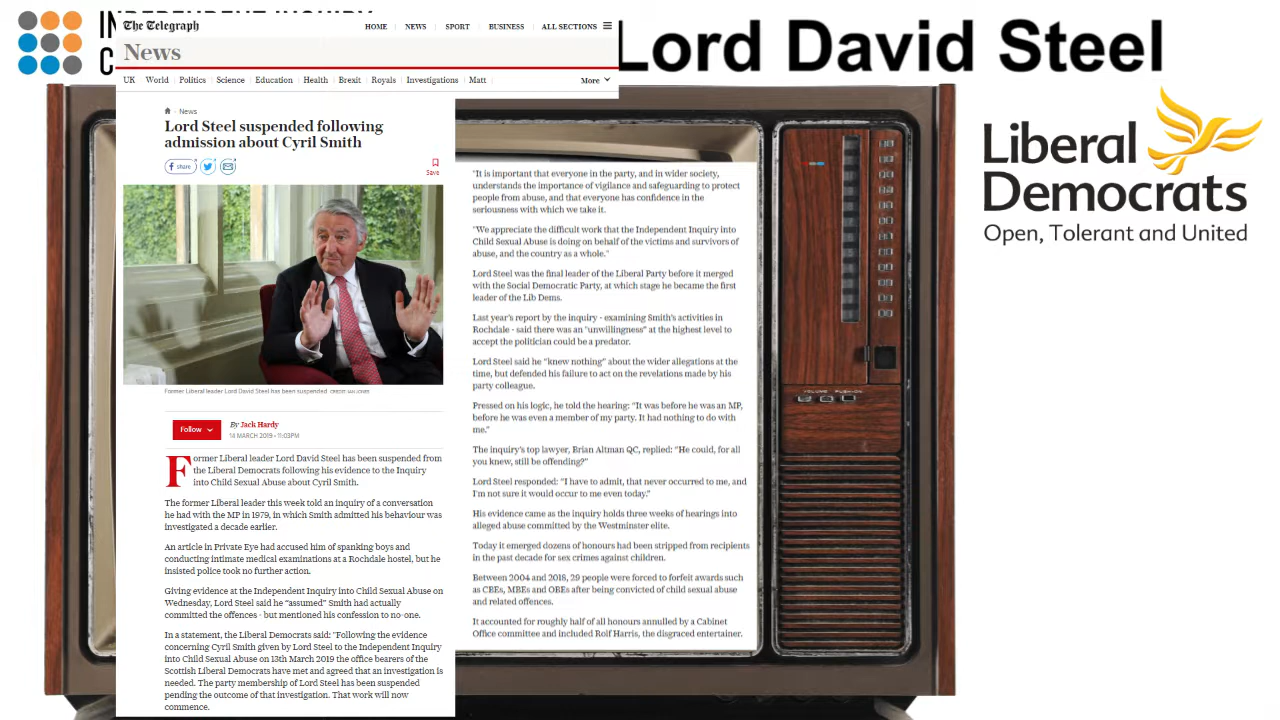 INDEPENDENT INQUIRY
C
Lord David Steel
The Telegraph
HOME NEWS SPORT BUSINESS ALL SECTIONS
News
UK World Politics Science Education Health Brexit Royals Investigations Matt More
News
Lord Steel suspended following
admission about Cyril Smith
share
Save
Former Liberal leader Lord David Steel has been suspended
Follow
By Jack Hardy
14 MARCH 2019 • 11:03PM
Former Liberal leader Lord David Steel has been suspended from
the Liberal Democrats following his evidence to the Inquiry
into Child Sexual Abuse about Cyril Smith.
The former Liberal leader this week told an inquiry of a conversation
he had with the MP in 1979, in which Smith admitted his behaviour was
investigated a decade earlier.
An article in Private Eye had accused him of spanking boys and
conducting intimate medical examinations at a Rochdale hostel, but he
insisted police took no further action.
Giving evidence at the Independent Inquiry into Child Sexual Abuse on
Wednesday, Lord Steel said he "assumed" Smith had actually
committed the offences - but mentioned his confession to no-one.
In a statement, the Liberal Democrats said: "Following the evidence
concerning Cyril Smith given by Lord Steel to the Independent Inquiry
into Child Sexual Abuse on 13th March 2019 the office bearers of the
Scottish Liberal Democrats have met and agreed that an investigation is
needed. The party membership of Lord Steel has been suspended
pending the outcome of that investigation. That work will now
commence.
"It is important that everyone in the party, and in wider society,
understands the importance of vigilance and safeguarding to protect
people from abuse, and that everyone has confidence in the
seriousness with which we take it.
"We appreciate the difficult work that the Independent Inquiry into
Child Sexual Abuse is doing on behalf of the victims and survivors of
abuse, and the country as a whole."
Lord Steel was the final leader of the Liberal Party before it merged
with the Social Democratic Party, at which stage he became the first
leader of the Lib Dems.
Last year's report by the inquiry - examining Smith's activities in
Rochdale - said there was an "unwillingness" at the highest level to
accept the politician could be a predator.
Lord Steel said he "knew nothing" about the wider allegations at the
time, but defended his failure to act on the revelations made by his
party colleague.
Pressed on his logic, he told the hearing: "It was before he was an MP,
before he was even a member of my party. It had nothing to do with
me."
The inquiry's top lawyer, Brian Altman QC, replied: "He could, for all
you knew, still be offending?"
Lord Steel responded: "I have to admit, that never occurred to me, and
I'm not sure it would occur to me even today."
His evidence came as the inquiry holds three weeks of hearings into
alleged abuse committed by the Westminster elite.
Today it emerged dozens of honours had been stripped from recipients
in the past decade for sex crimes against children.
Between 2004 and 2018, 29 people were forced to forfeit awards such
as CBEs, MBEs and OBEs after being convicted of child sexual abuse
and related offences.
It accounted for roughly half of all honours annulled by a Cabinet
Office committee and included Rolf Harris, the disgraced entertainer.
VOLUME PUSH-ON
Liberal
Democrats
Open, Tolerant and United